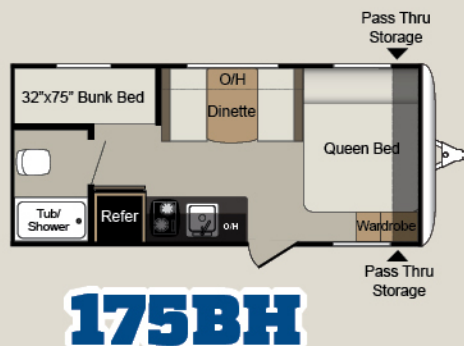 Pass Thru
Storage
O/H
32"x75" Bunk Bed
Dinette
Queen Bed
Tub/
Shower
Refer
O/H
Wardrobe
Pass Thru
Storage
175BH